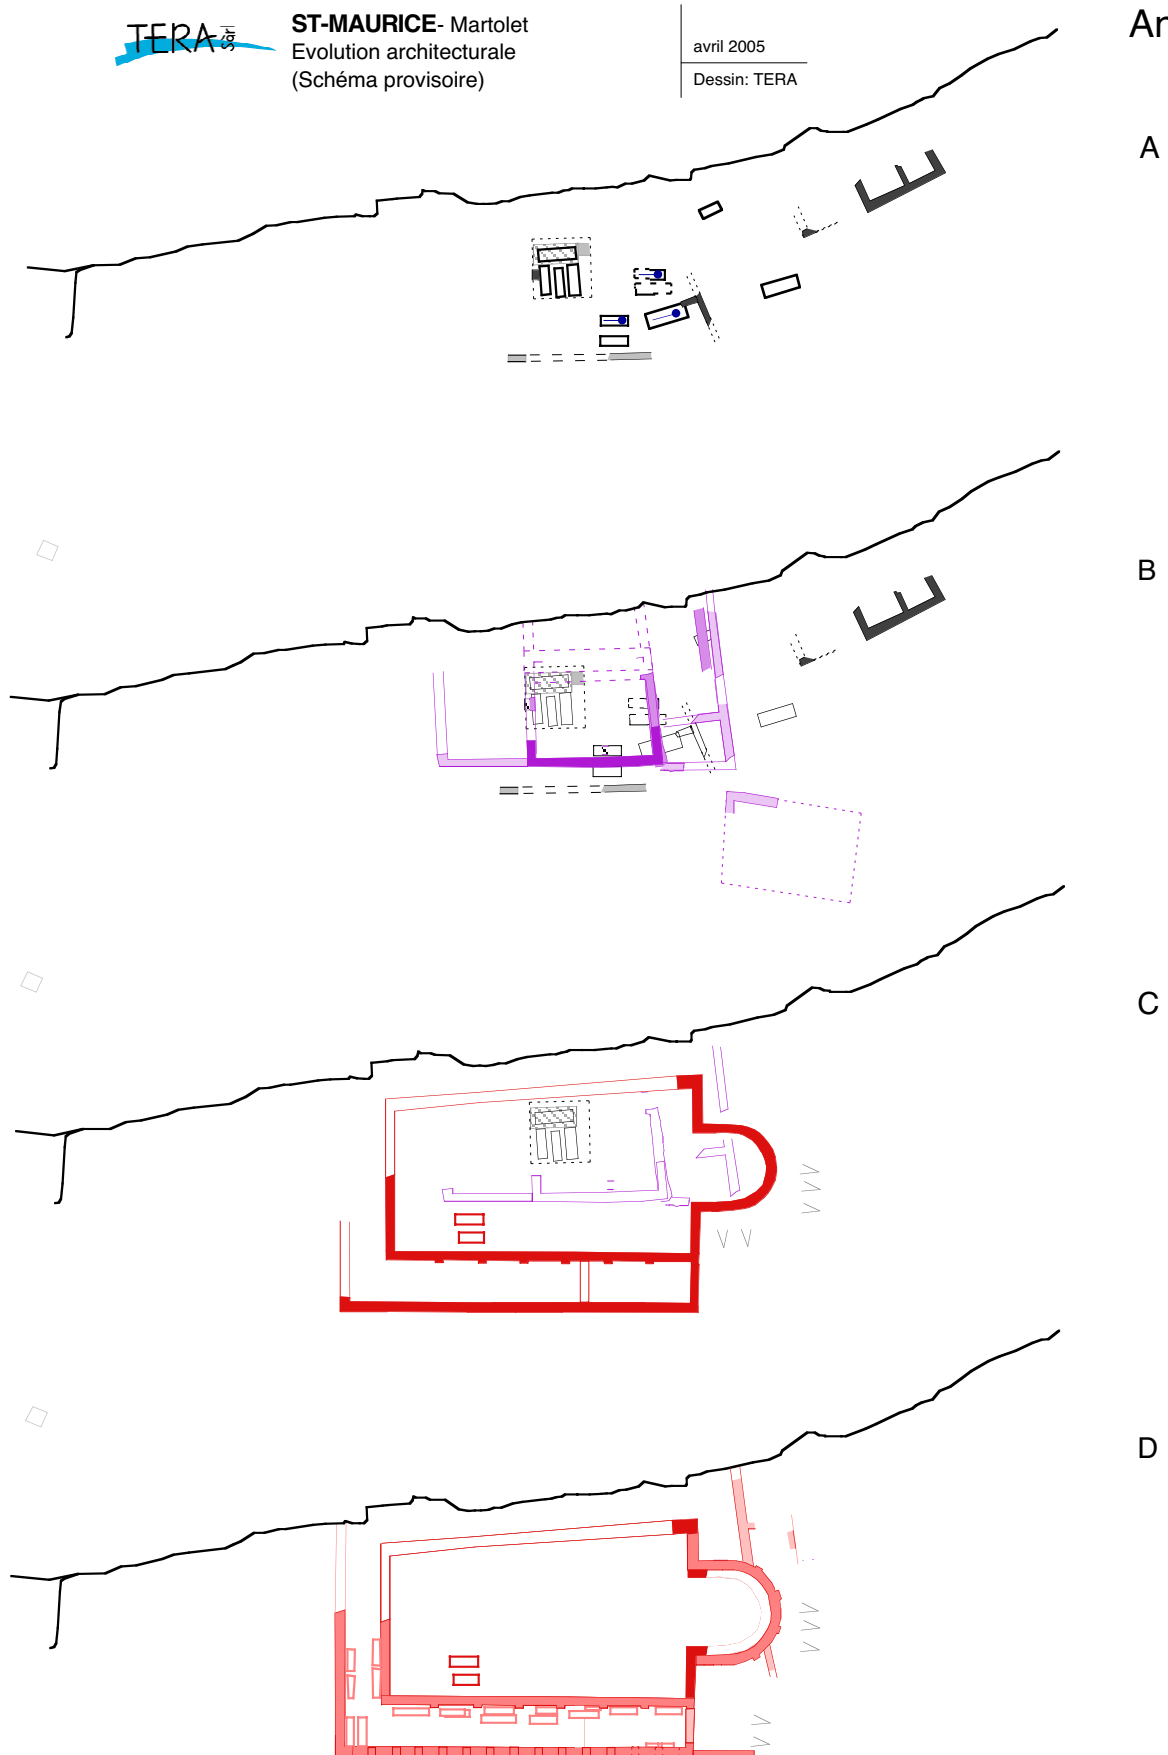 TERA Sàrl
ST-MAURICE- Martolet
Evolution architecturale
(Schéma provisoire)
avril 2005
Dessin: TERA
A
B
C
D